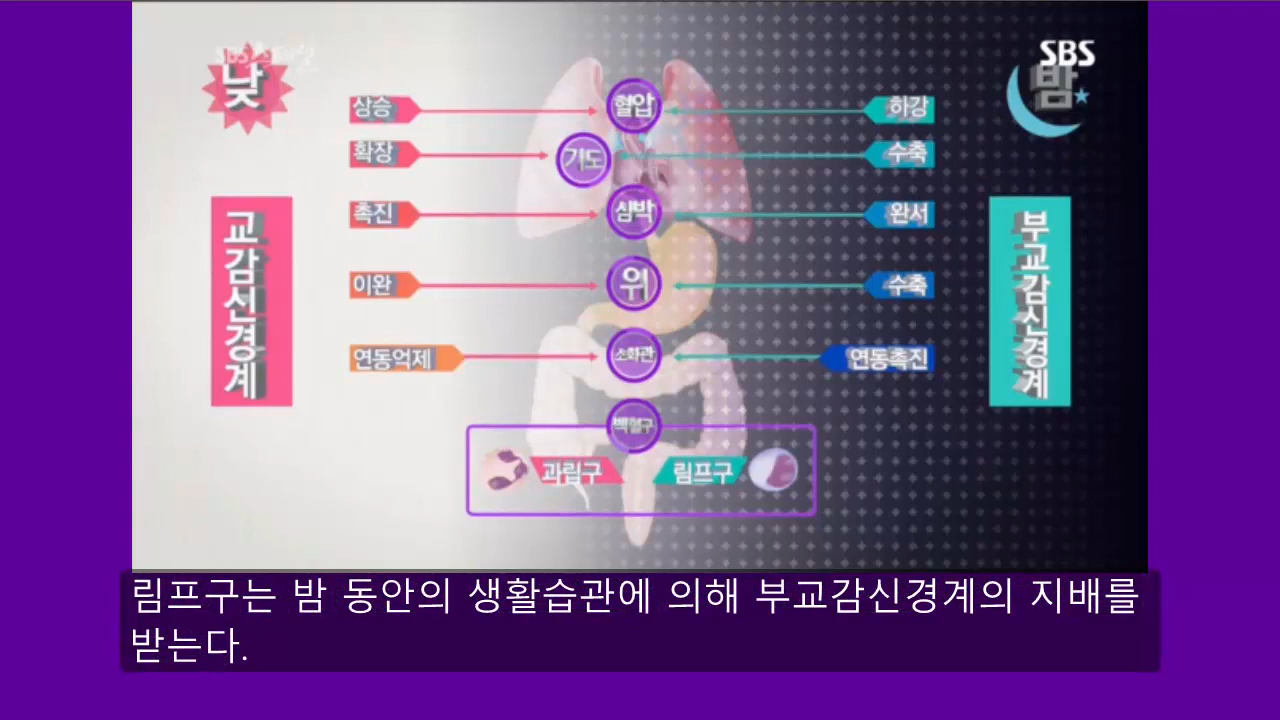 SBS
낮
밤
상승
혈압
하강
확장
기도
수축
촉진
심박
완서
교감신경계
부교감신경계
이완
위
수축
연동억제
소화관
연동촉진
백혈구
과립구
림프구
림프구는 밤 동안의 생활습관에 의해 부교감신경계의 지배를
받는다.